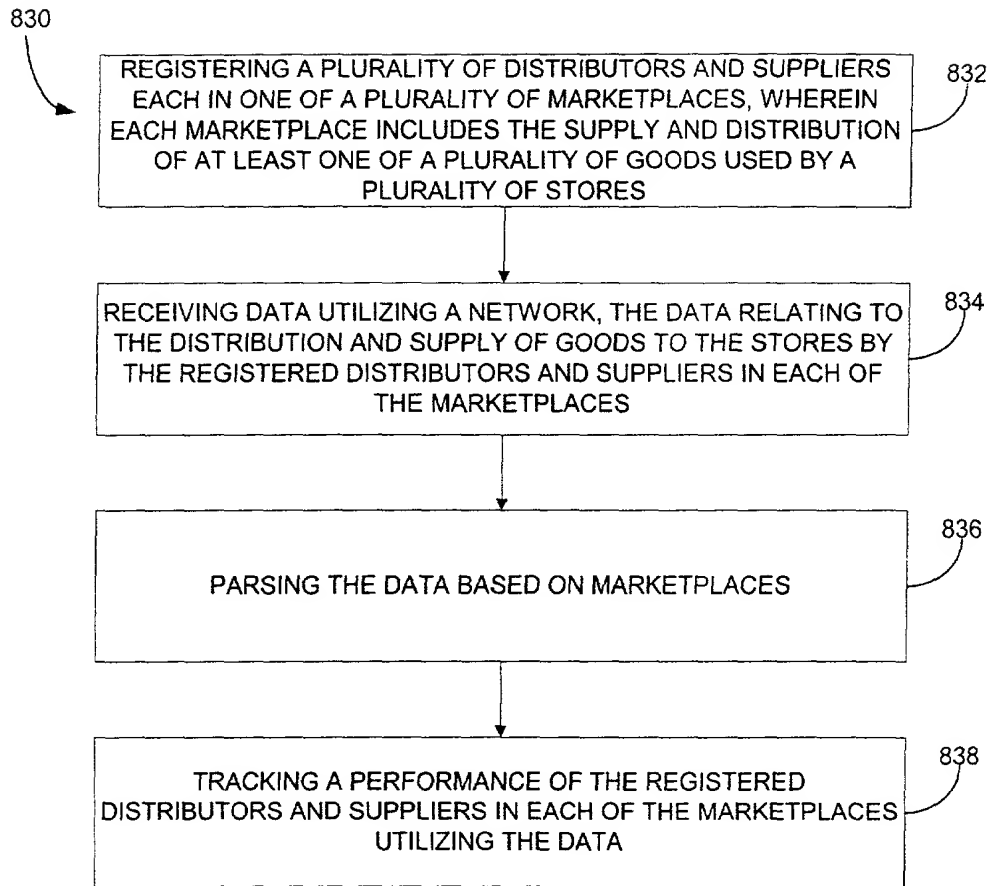 830
REGISTERING A PLURALITY OF DISTRIBUTORS AND SUPPLIERS
EACH IN ONE OF A PLURALITY OF MARKETPLACES, WHEREIN
EACH MARKETPLACE INCLUDES THE SUPPLY AND DISTRIBUTION
OF AT LEAST ONE OF A PLURALITY OF GOODS USED BY A
PLURALITY OF STORES
832
RECEIVING DATA UTILIZING A NETWORK, THE DATA RELATING TO
THE DISTRIBUTION AND SUPPLY OF GOODS TO THE STORES BY
THE REGISTERED DISTRIBUTORS AND SUPPLIERS IN EACH OF
THE MARKETPLACES
834
PARSING THE DATA BASED ON MARKETPLACES
836
TRACKING A PERFORMANCE OF THE REGISTERED
DISTRIBUTORS AND SUPPLIERS IN EACH OF THE MARKETPLACES
UTILIZING THE DATA
838